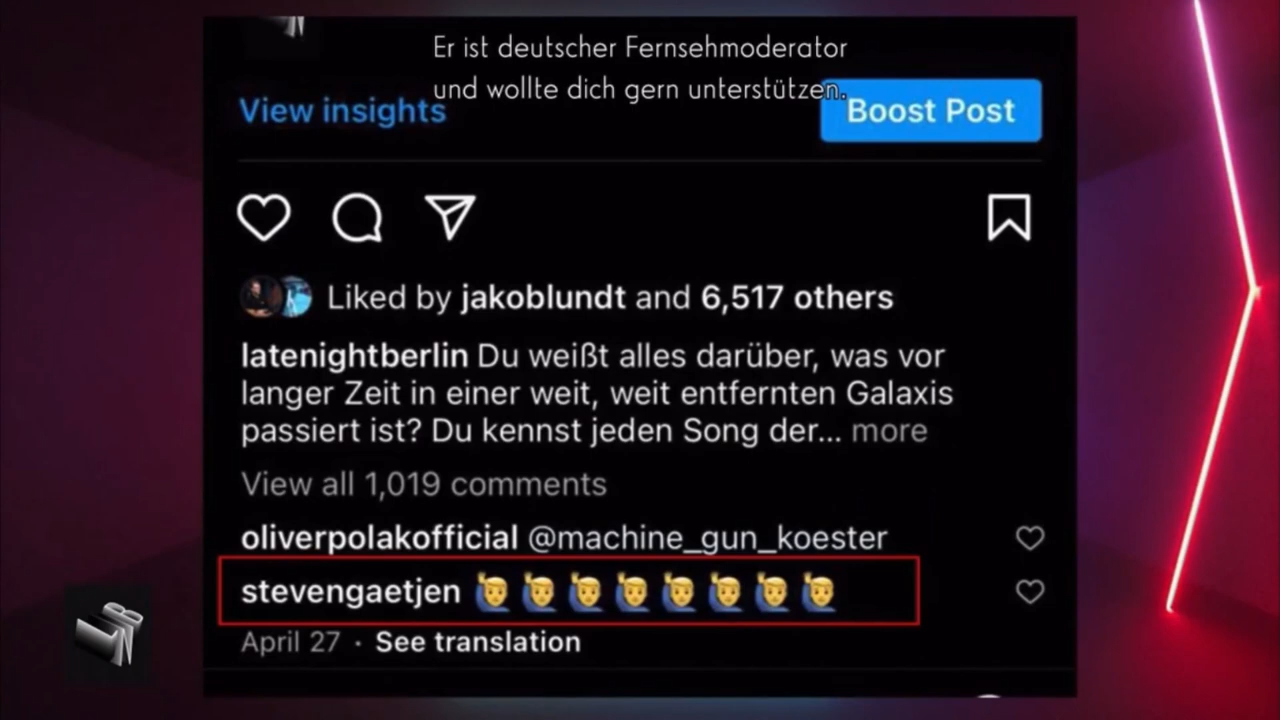 Er ist deutscher Fernsehmoderator
und wollte dich gern unterstützen.
View insights
Boost Post
Liked by jakoblundt and 6,517 others
latenightberlin Du weißt alles darüber, was vor
langer Zeit in einer weit, weit entfernten Galaxis
passiert ist? Du kennst jeden Song der... more
View all 1,019 comments
oliverpolakofficial @machine_gun_koester
stevengaetjen 🙋‍♂️🙋‍♂️🙋‍♂️🙋‍♂️🙋‍♂️🙋‍♂️🙋‍♂️🙋‍♂️
April 27 · See translation